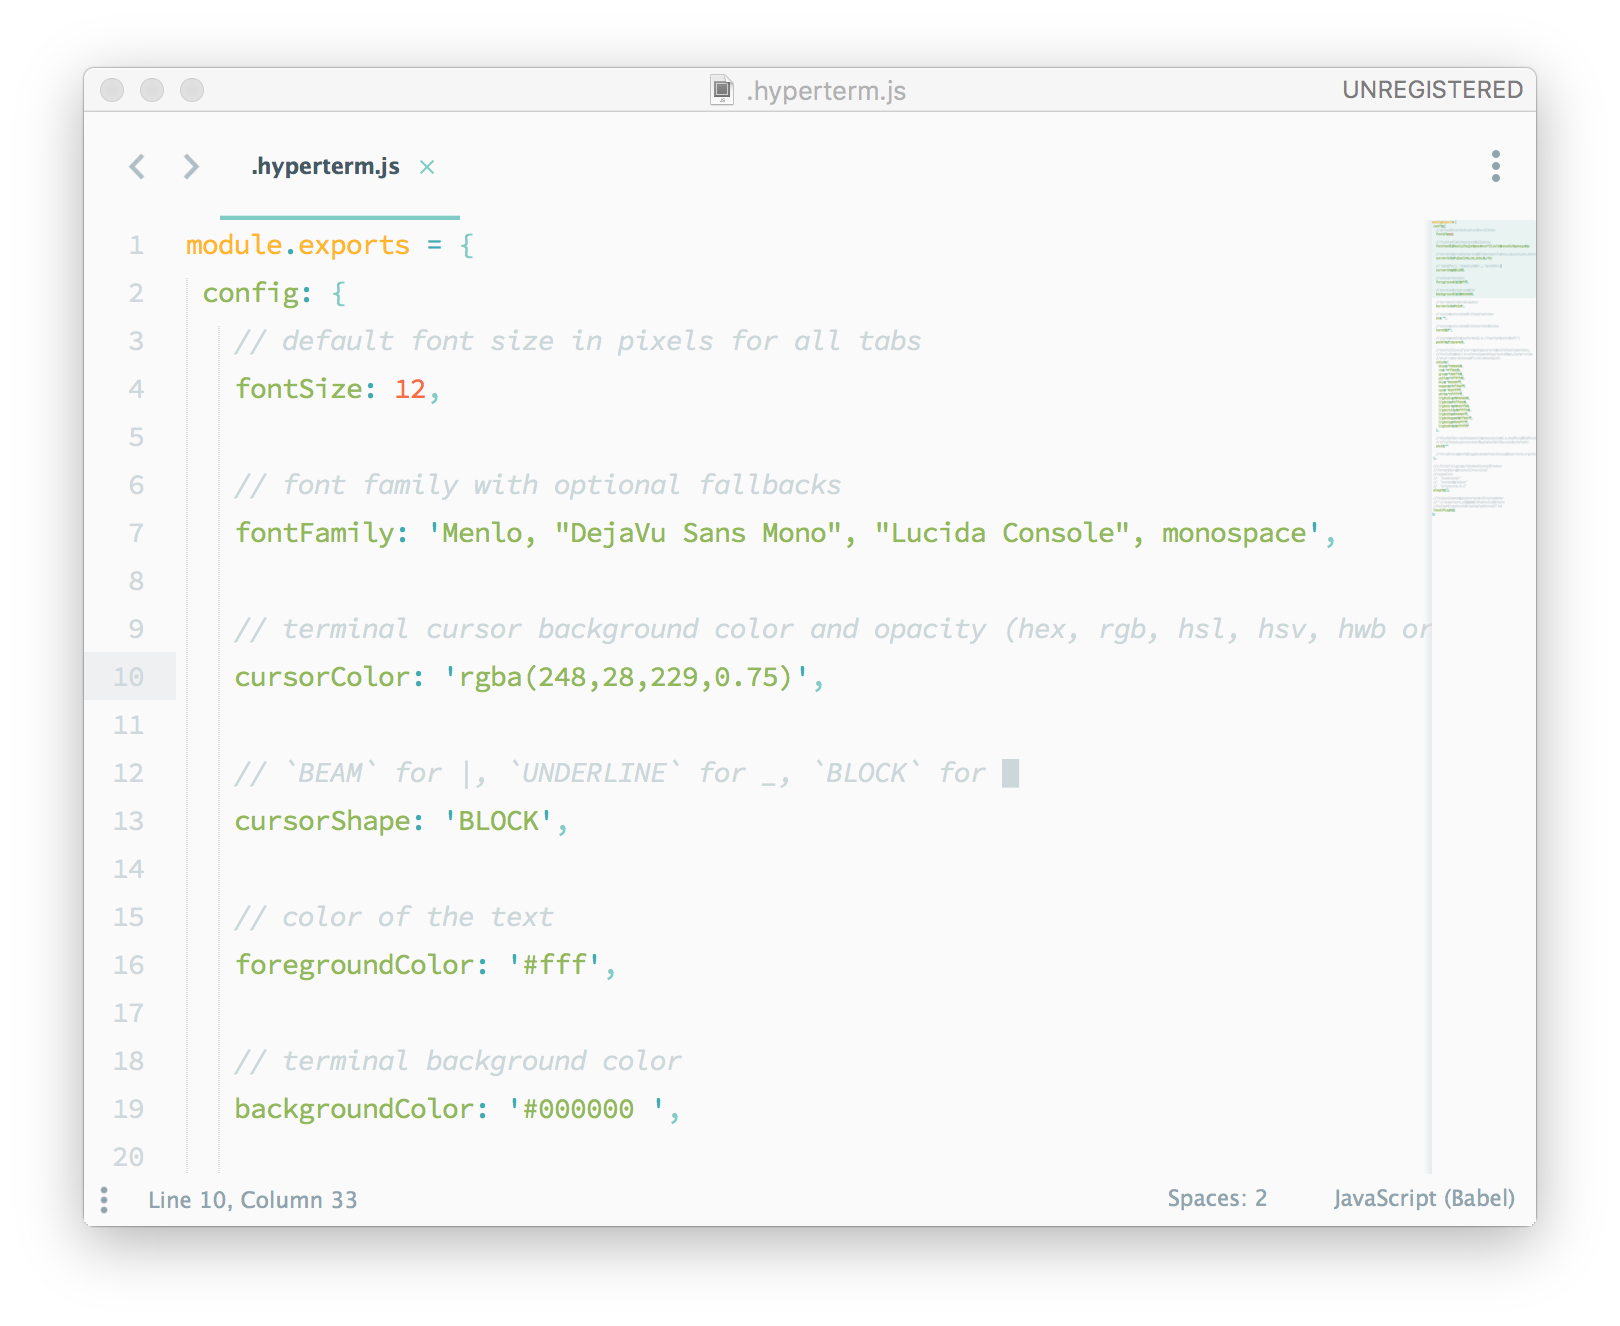 .hyperterm.js
UNREGISTERED
.hyperterm.js ×
1 module.exports = {
2 config: {
3 // default font size in pixels for all tabs
4 fontSize: 12,
5
6 // font family with optional fallbacks
7 fontFamily: 'Menlo, "DejaVu Sans Mono", "Lucida Console", monospace',
8
9 // terminal cursor background color and opacity (hex, rgb, hsl, hsv, hwb or
10 cursorColor: 'rgba(248,28,229,0.75)',
11
12 // `BEAM` for |, `UNDERLINE` for _, `BLOCK` for █
13 cursorShape: 'BLOCK',
14
15 // color of the text
16 foregroundColor: '#fff',
17
18 // terminal background color
19 backgroundColor: '#000000 ',
20
Line 10, Column 33
Spaces: 2
JavaScript (Babel)